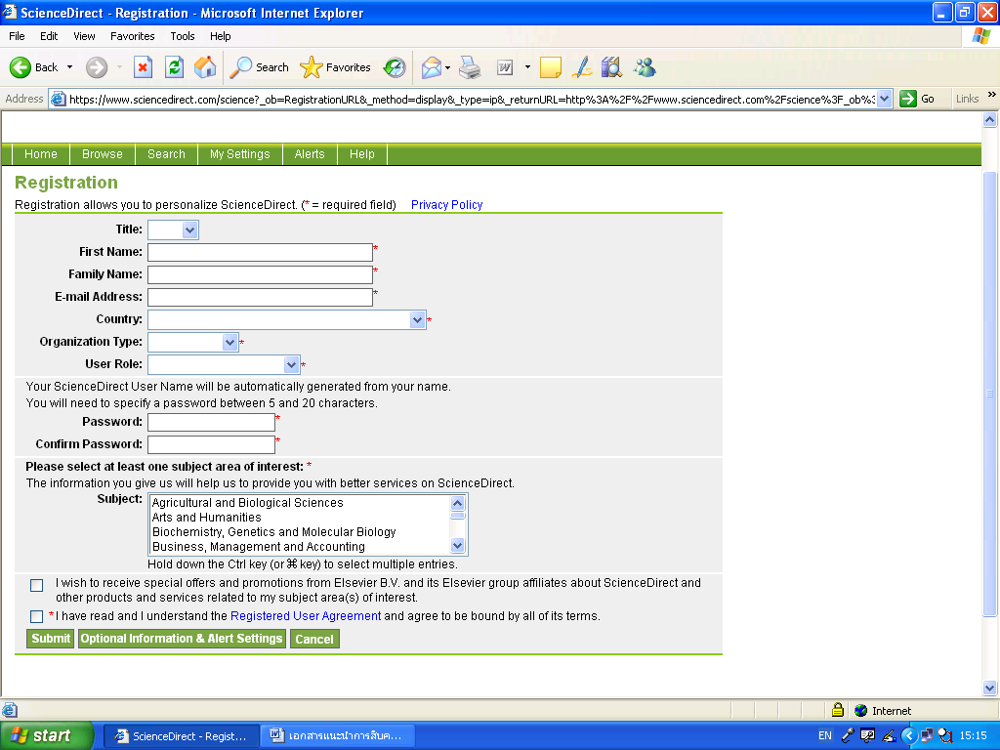 ScienceDirect - Registration - Microsoft Internet Explorer
File Edit View Favorites Tools Help
Back Search Favorites
Address https://www.sciencedirect.com/science?_ob=RegistrationURL&_method=display&_type=ip&_returnURL=http%3A%2F%2Fwww.sciencedirect.com%2Fscience%3F_ob% Go Links »
Home Browse Search My Settings Alerts Help
Registration
Registration allows you to personalize ScienceDirect. (* = required field) Privacy Policy
Title:
First Name: *
Family Name: *
E-mail Address: *
Country: *
Organization Type: *
User Role: *
Your ScienceDirect User Name will be automatically generated from your name.
You will need to specify a password between 5 and 20 characters.
Password: *
Confirm Password: *
Please select at least one subject area of interest: *
The information you give us will help us to provide you with better services on ScienceDirect.
Subject: Agricultural and Biological Sciences
Arts and Humanities
Biochemistry, Genetics and Molecular Biology
Business, Management and Accounting
Hold down the Ctrl key (or ⌘ key) to select multiple entries.
I wish to receive special offers and promotions from Elsevier B.V. and its Elsevier group affiliates about ScienceDirect and
other products and services related to my subject area(s) of interest.
* I have read and I understand the Registered User Agreement and agree to be bound by all of its terms.
Submit Optional Information & Alert Settings Cancel
Internet
start ScienceDirect - Regist... เอกสารแนะนำการสืบค... EN 15:15